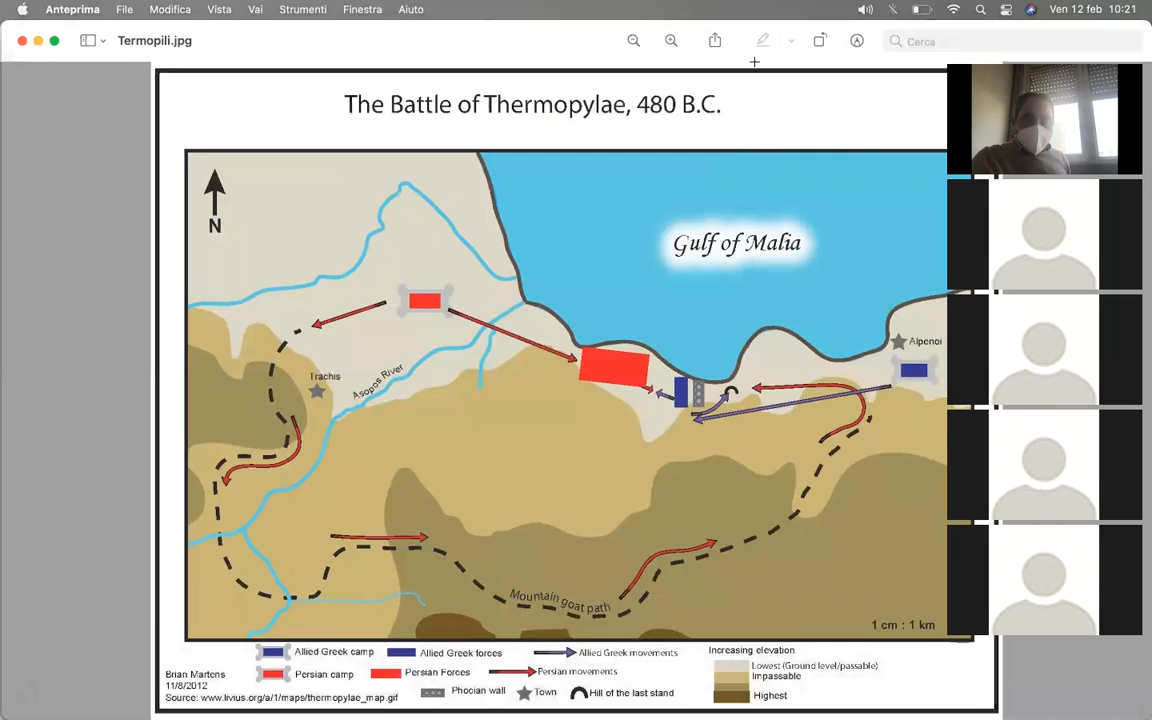 Anteprima File Modifica Vista Vai Strumenti Finestra Aiuto Ven 12 feb 10:21
Termopili.jpg Cerca
The Battle of Thermopylae, 480 B.C.
N
Gulf of Malia
Alpenoi
Trachis
Asopos River
Mountain goat path
1 cm : 1 km
Allied Greek camp Allied Greek forces Allied Greek movements
Persian camp Persian Forces Persian movements
Phocian wall Town Hill of the last stand
Increasing elevation
Lowest (Ground level/passable)
Impassable
Highest
Brian Martens
11/8/2012
Source: www.livius.org/a/1/maps/thermopylae_map.gif